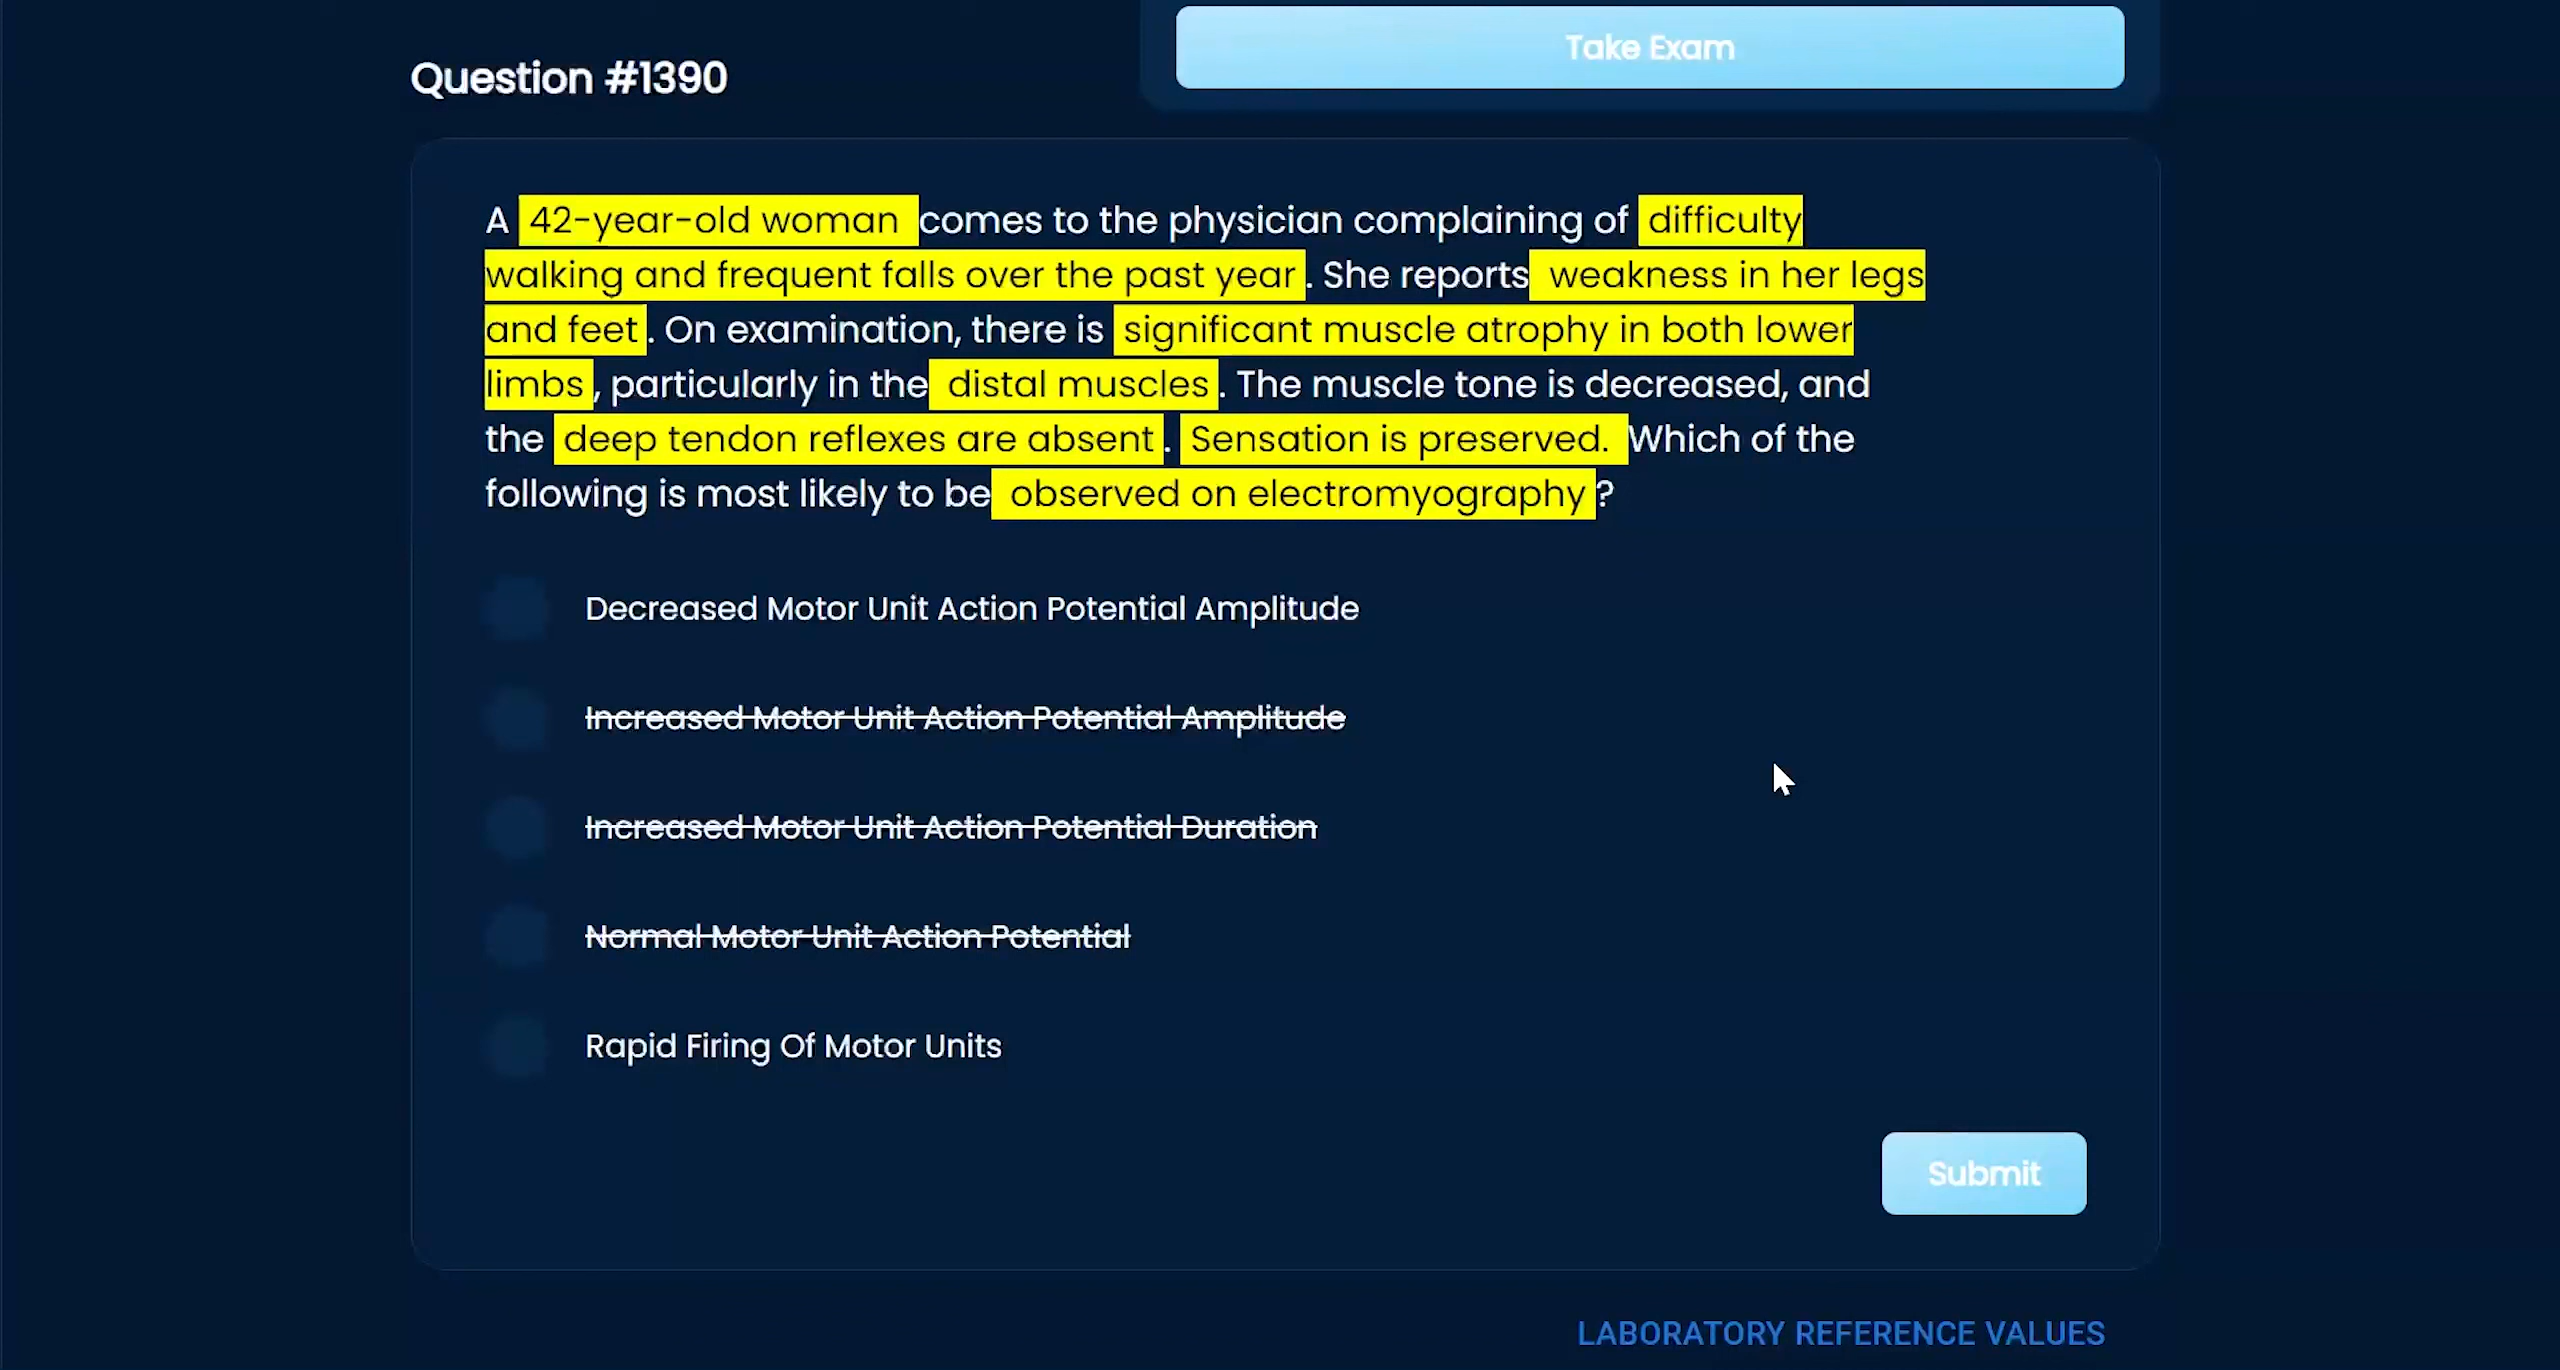 Take Exam
Question #1390
A 42-year-old woman comes to the physician complaining of difficulty
walking and frequent falls over the past year. She reports weakness in her legs
and feet. On examination, there is significant muscle atrophy in both lower
limbs, particularly in the distal muscles. The muscle tone is decreased, and
the deep tendon reflexes are absent. Sensation is preserved. Which of the
following is most likely to be observed on electromyography?
Decreased Motor Unit Action Potential Amplitude
Increased Motor Unit Action Potential Amplitude
Increased Motor Unit Action Potential Duration
Normal Motor Unit Action Potential
Rapid Firing Of Motor Units
Submit
LABORATORY REFERENCE VALUES